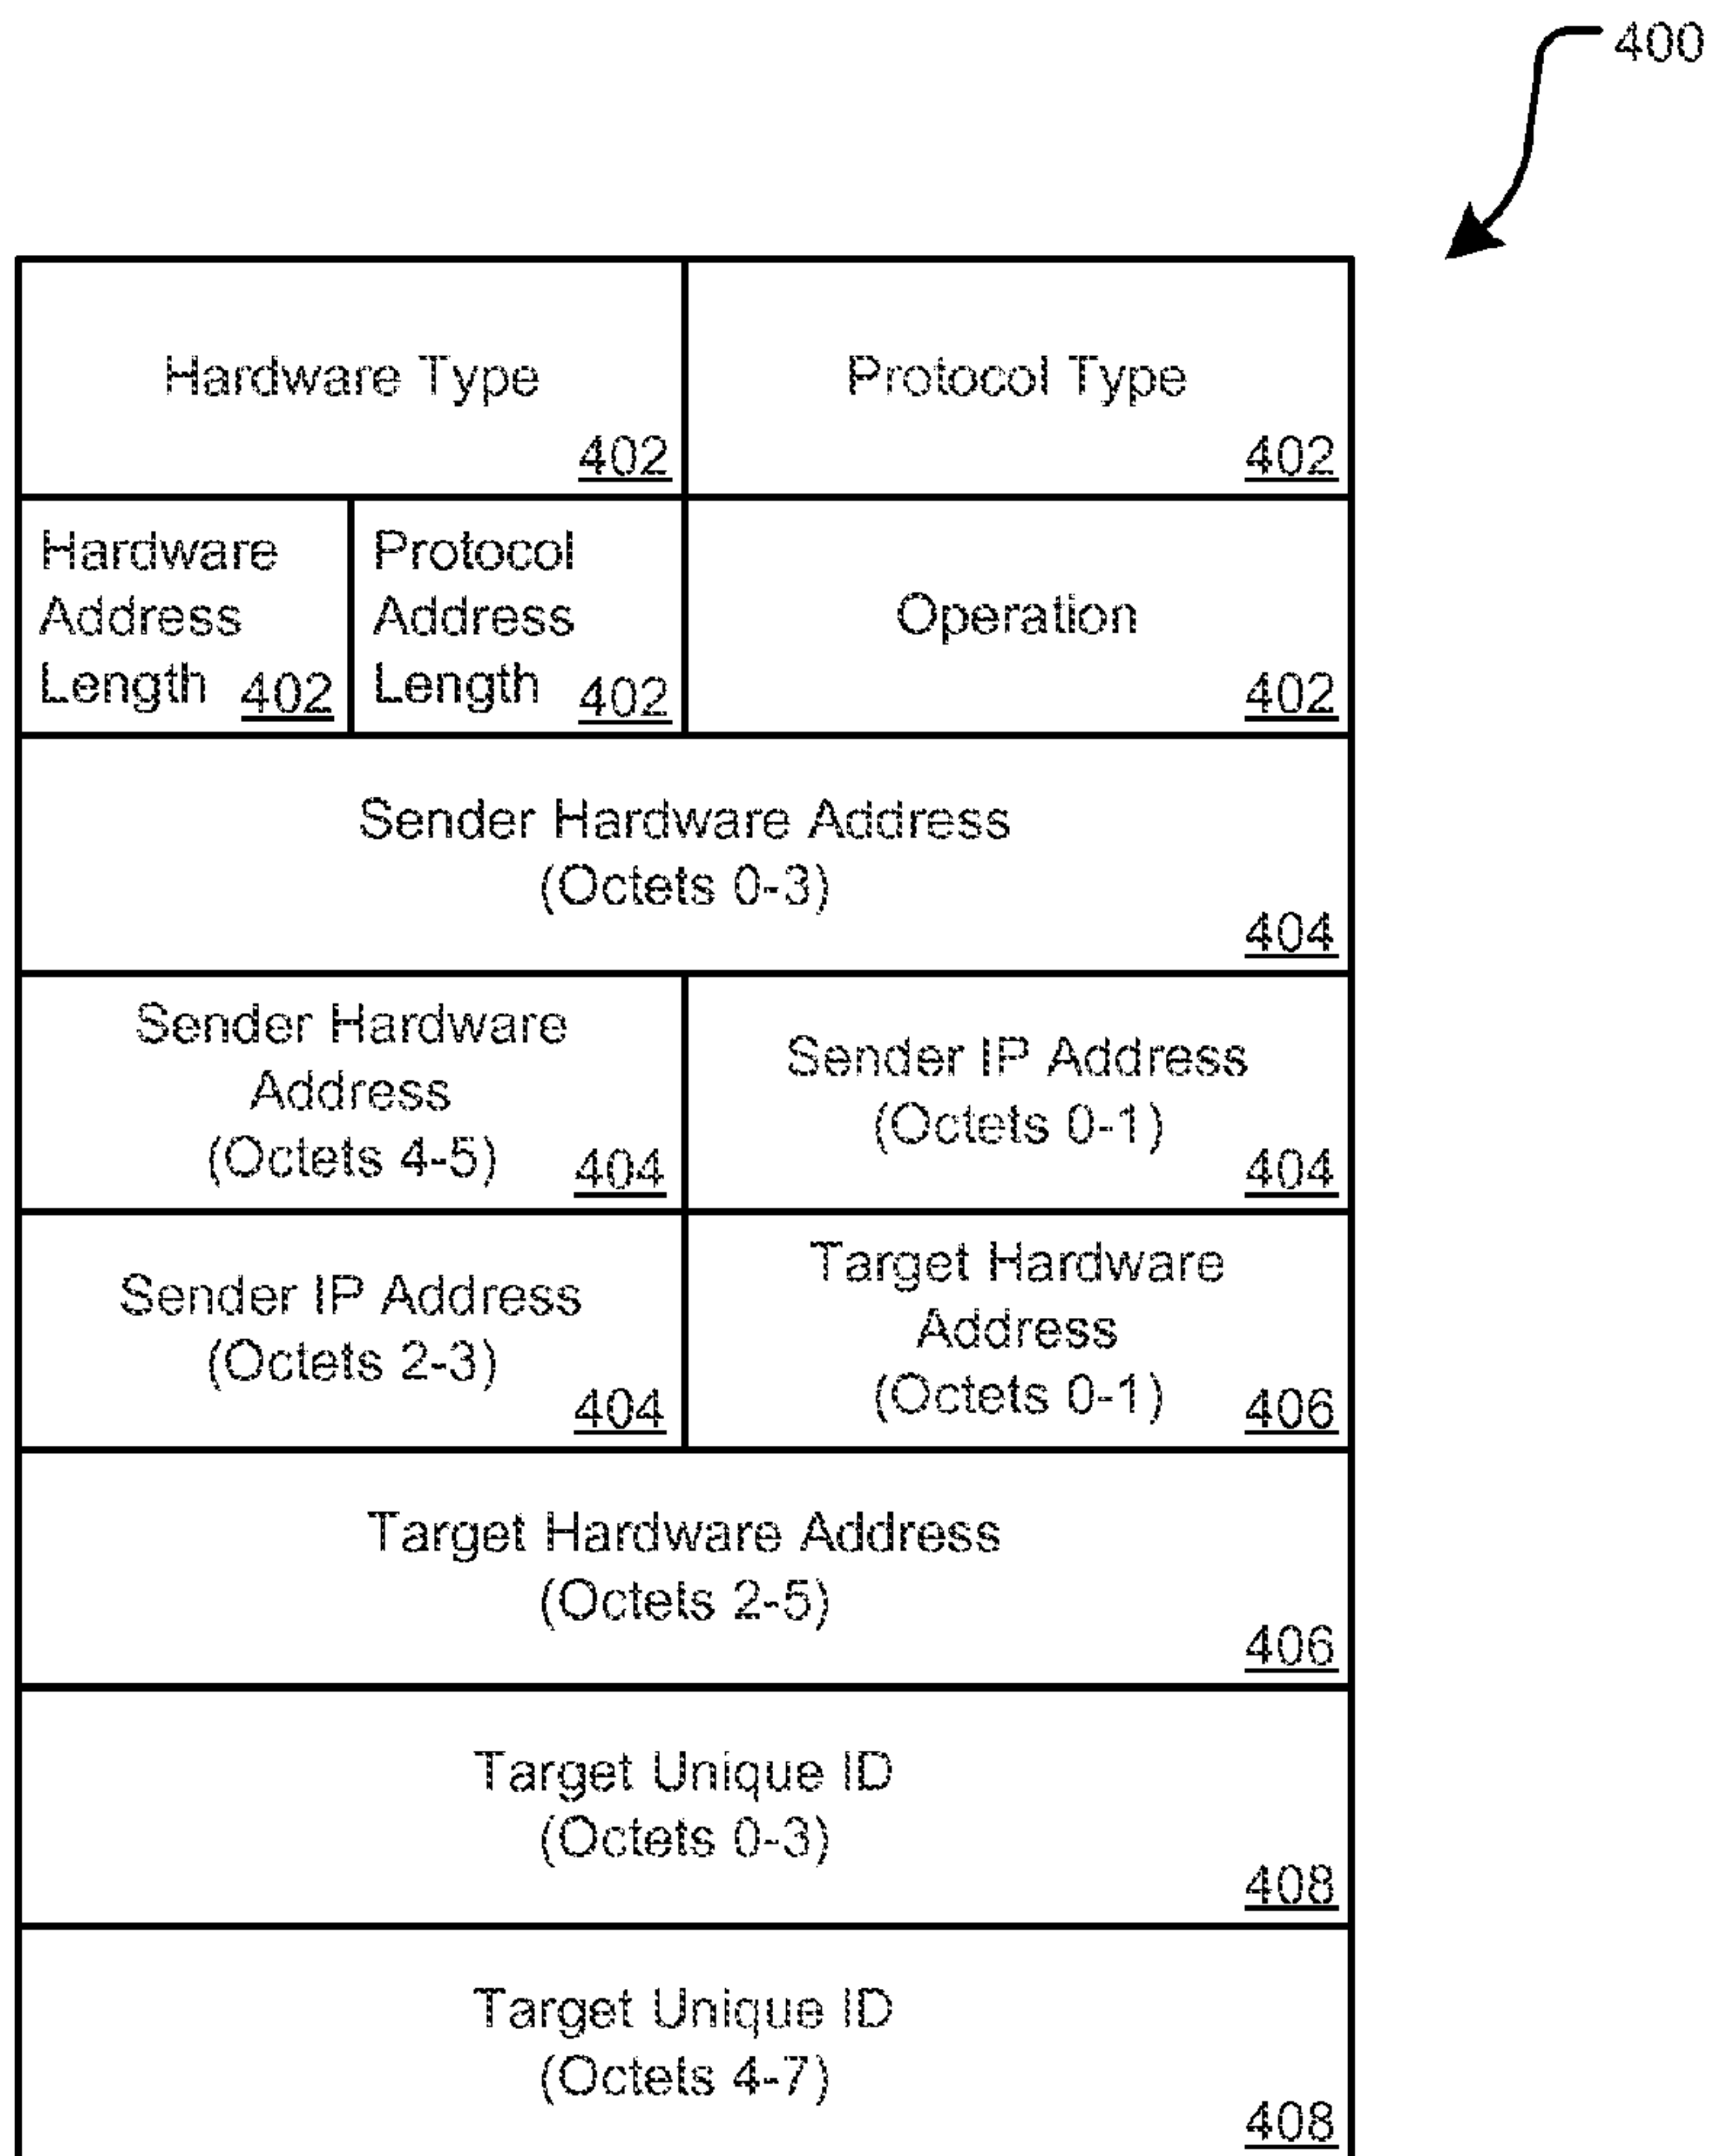 400
Hardware Type
402
Protocol Type
402
Hardware
Address
Length 402
Protocol
Address
Length 402
Operation
402
Sender Hardware Address
(Octets 0-3)
404
Sender Hardware
Address
(Octets 4-5) 404
Sender IP Address
(Octets 0-1)
404
Sender IP Address
(Octets 2-3)
404
Target Hardware
Address
(Octets 0-1) 406
Target Hardware Address
(Octets 2-5)
406
Target Unique ID
(Octets 0-3)
408
Target Unique ID
(Octets 4-7)
408